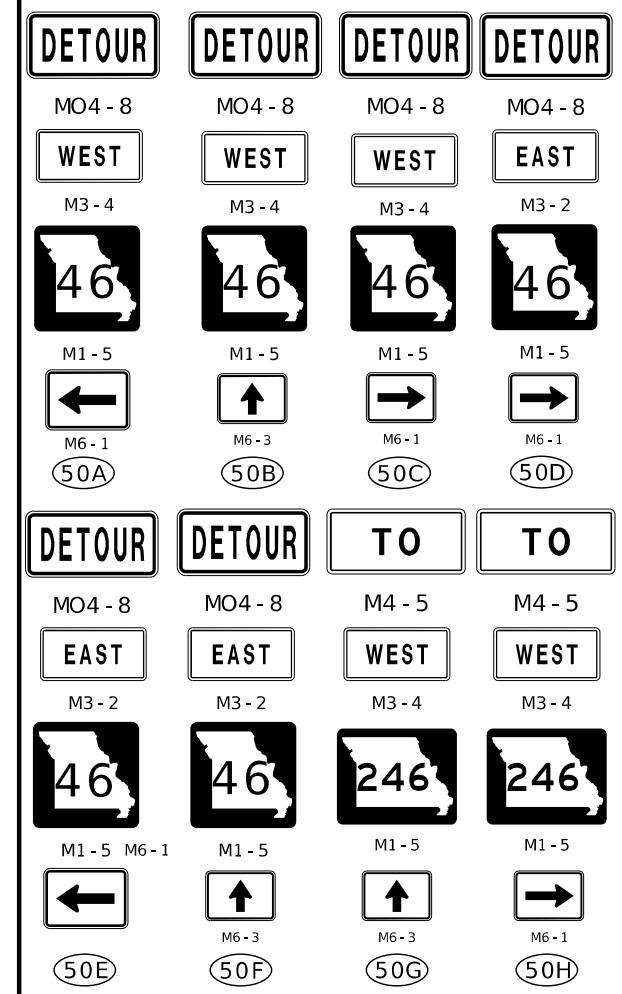 DETOUR DETOUR DETOUR DETOUR
MO4 - 8 MO4 - 8 MO4 - 8 MO4 - 8
WEST WEST WEST EAST
M3 - 4 M3 - 4 M3 - 4 M3 - 2
46 46 46 46
M1 - 5 M1 - 5 M1 - 5 M1 - 5
M6 - 1 M6 - 3 M6 - 1 M6 - 1
50A 50B 50C 50D
DETOUR DETOUR TO TO
MO4 - 8 MO4 - 8 M4 - 5 M4 - 5
EAST EAST WEST WEST
M3 - 2 M3 - 2 M3 - 4 M3 - 4
46 46 246 246
M1 - 5 M6 - 1 M1 - 5 M1 - 5 M1 - 5
M6 - 3 M6 - 3 M6 - 1
50E 50F 50G 50H